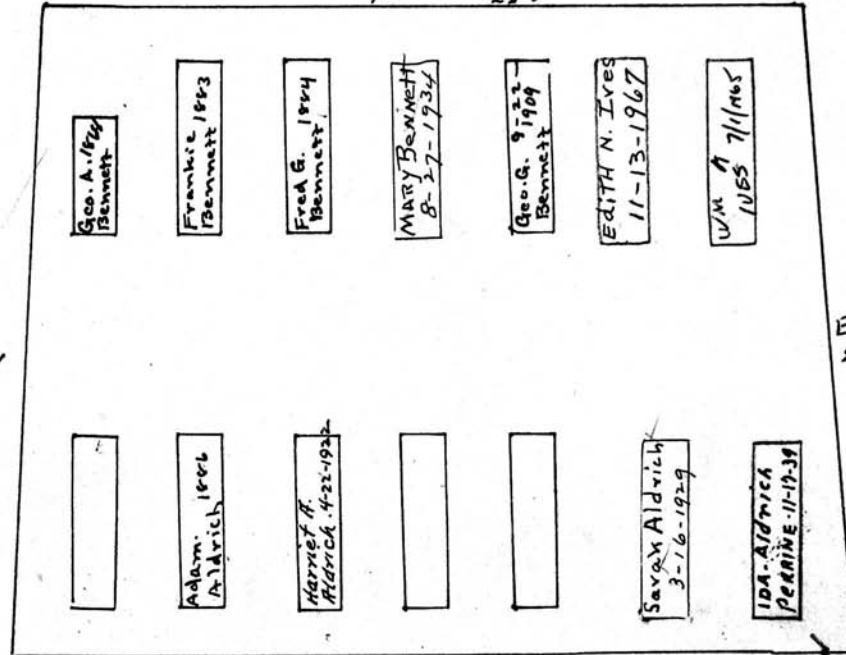 Geo. A.
Bennett
Frankie 1883
Bennett
Fred G. 1884
Bennett
MARY BENNETT
8-27-1934
Geo. G. 9-22-
1909
Bennett
EdiTH N. Ives
11-13-1967
WM A
IVES 7/1/1965
Adam. 1886
Aldrich
Harriet A.
Aldrich. 4-22-1922
Sarah Aldrich
3-16-1929
IDA-Aldrich
PERRINE-11-19-39